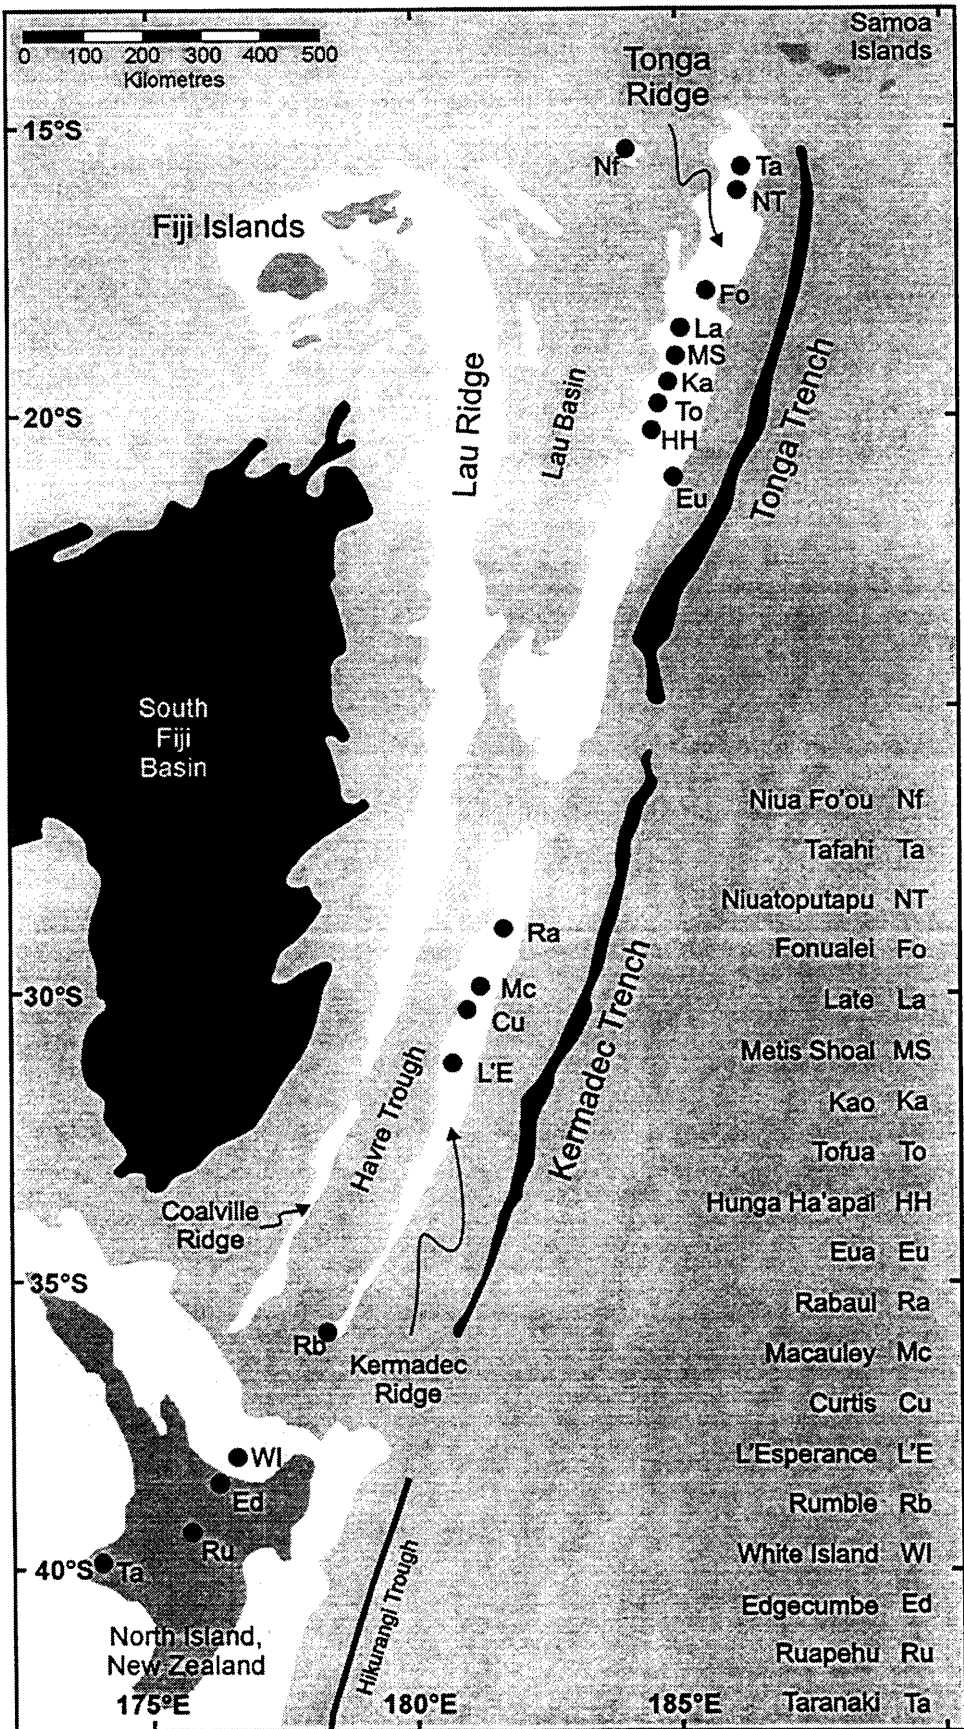 0 100 200 300 400 500
Kilometres
Samoa
Islands
Tonga
Ridge
15°S
Nf
Ta
NT
Fiji Islands
Fo
La
MS
Ka
To
HH
Eu
20°S
Lau Ridge
Lau Basin
Tonga Trench
South
Fiji
Basin
Niua Fo'ou Nf
Tafahi Ta
Niuatoputapu NT
Fonualei Fo
Late La
Metis Shoal MS
Kao Ka
Tofua To
Hunga Ha'apai HH
Eua Eu
Rabaul Ra
Macauley Mc
Curtis Cu
L'Esperance L'E
Rumble Rb
White Island WI
Edgecumbe Ed
Ruapehu Ru
Taranaki Ta
Ra
30°S
Mc
Cu
L'E
Havre Trough
Kermadec Trench
Coalville
Ridge
35°S
Rb
Kermadec
Ridge
WI
Ed
Ru
40°S
Ta
Hikurangi Trough
North Island,
New Zealand
175°E
180°E
185°E